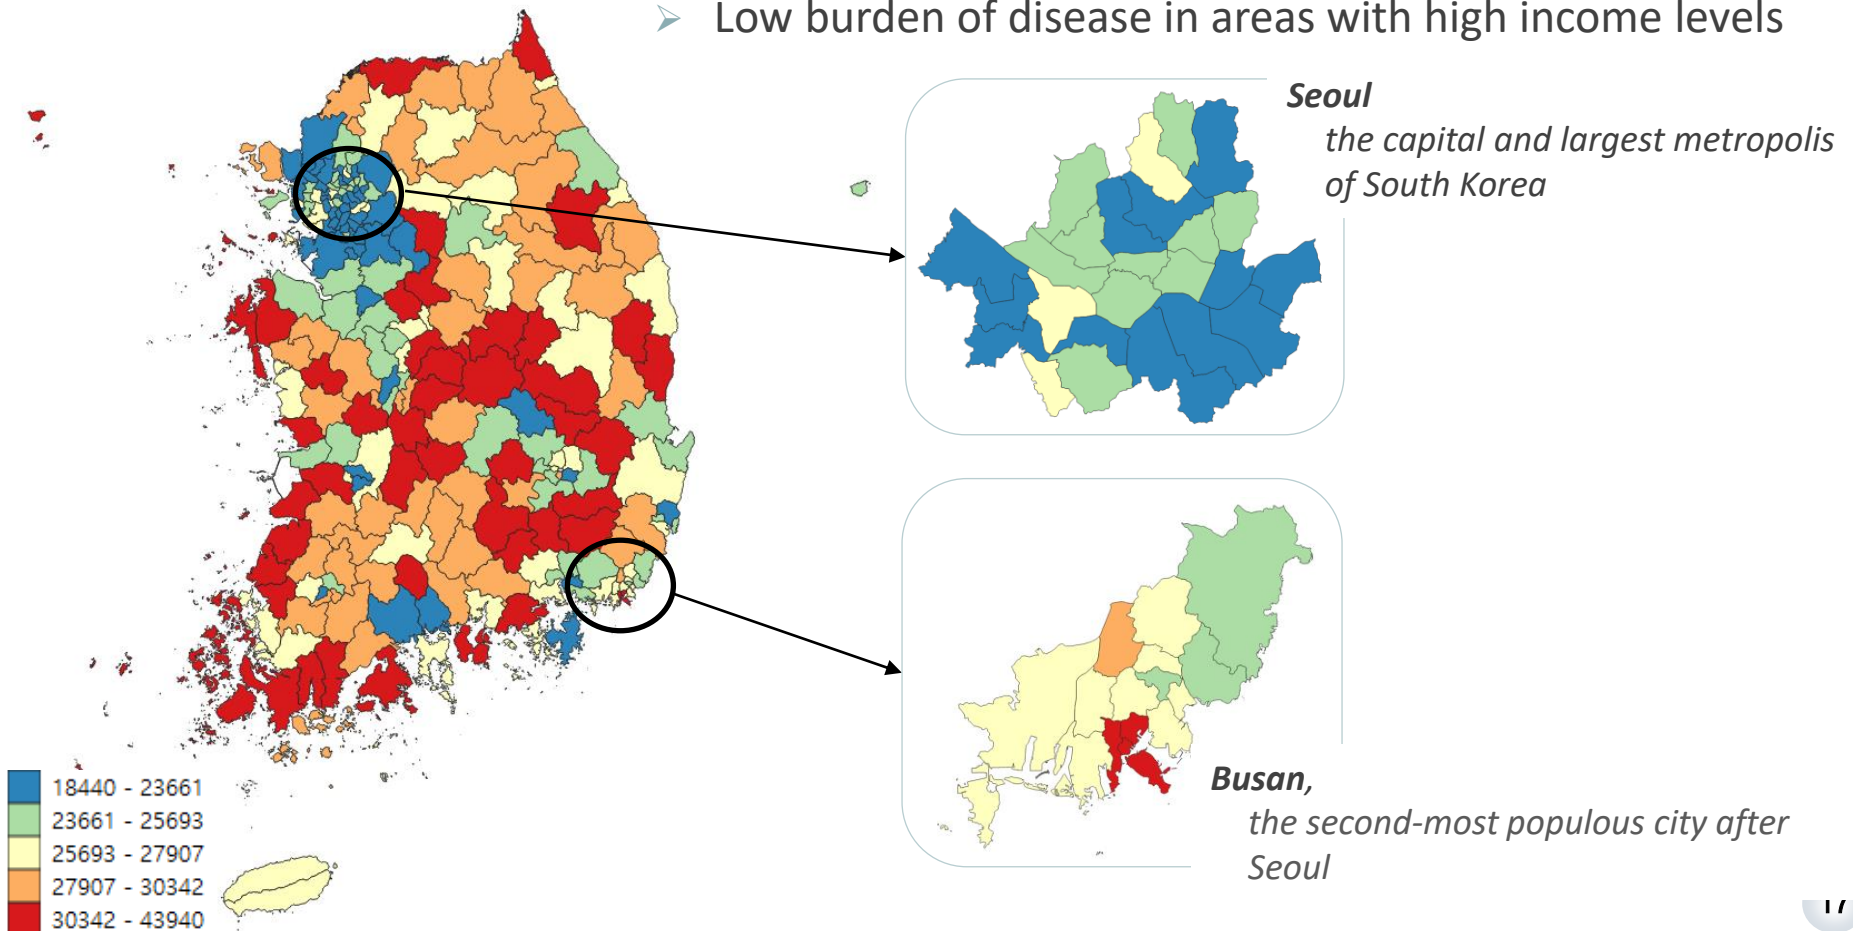 Low burden of disease in areas with high income levels
Seoul
the capital and largest metropolis
of South Korea
Busan,
the second-most populous city after
Seoul
18440 - 23661
23661 - 25693
25693 - 27907
27907 - 30342
30342 - 43940
17